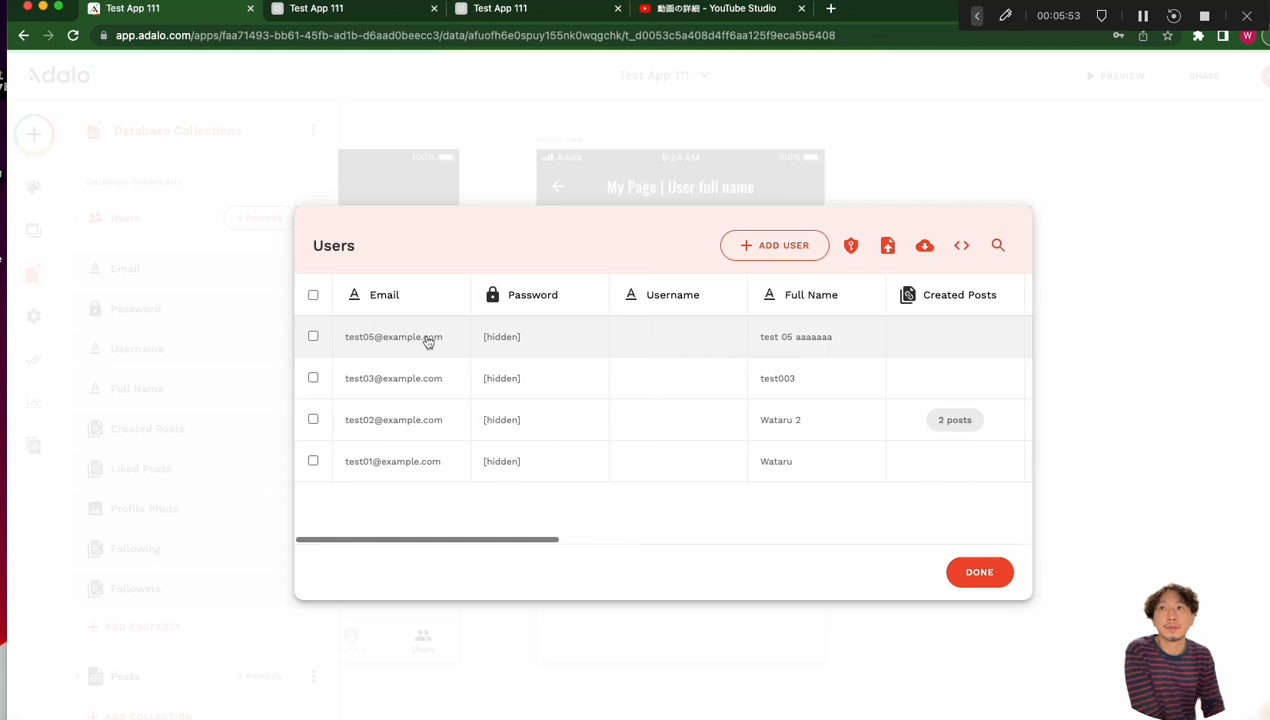 Test App 111
Test App 111
Test App 111
動画の詳細 - YouTube Studio
00:05:53
app.adalo.com/apps/faa71493-bb61-45fb-ad1b-d6aad0beecc3/data/afuofh6e0spuy155nk0wqgchk/t_d0053c5a408d4ff6aa125f9eca5b5408
W
Adalo
Test App 111
PREVIEW
SHARE
Database Collections
Database Collections
Users
4 Records
Email
Password
Username
Full Name
Created Posts
Liked Posts
Profile Photo
Following
Followers
ADD PROPERTY
Posts
2 Records
ADD COLLECTION
100%
Adalo
9:24 AM
100%
My Page | User full name
Users
ADD USER
Email
Password
Username
Full Name
Created Posts
test05@example.com
[hidden]
test 05 aaaaaaa
test03@example.com
[hidden]
test003
test02@example.com
[hidden]
Wataru 2
2 posts
test01@example.com
[hidden]
Wataru
DONE
Users